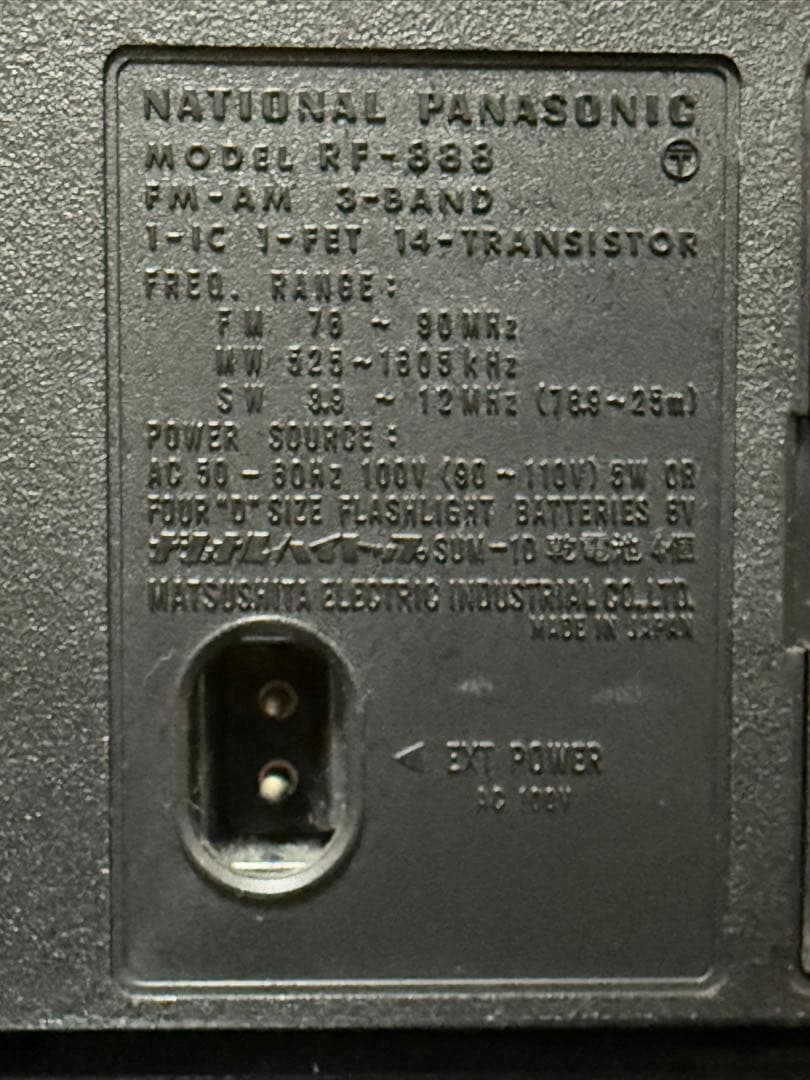 NATIONAL PANASONIC
MODEL RF-888 Ⓣ
FM-AM 3-BAND
1-IC 1-FET 14-TRANSISTOR
FREQ. RANGE:
FM 76 ~ 90MHz
MW 525~1605kHz
SW 3.9 ~ 12MHz (76.9~25m)
POWER SOURCE:
AC 50-60Hz 100V (90~110V) 5W OR
FOUR "D" SIZE FLASHLIGHT BATTERIES 6V
ナショナルハイトップ SUM-1D 乾電池 4個
MATSUSHITA ELECTRIC INDUSTRIAL CO.,LTD.
MADE IN JAPAN
EXT POWER
AC 100V